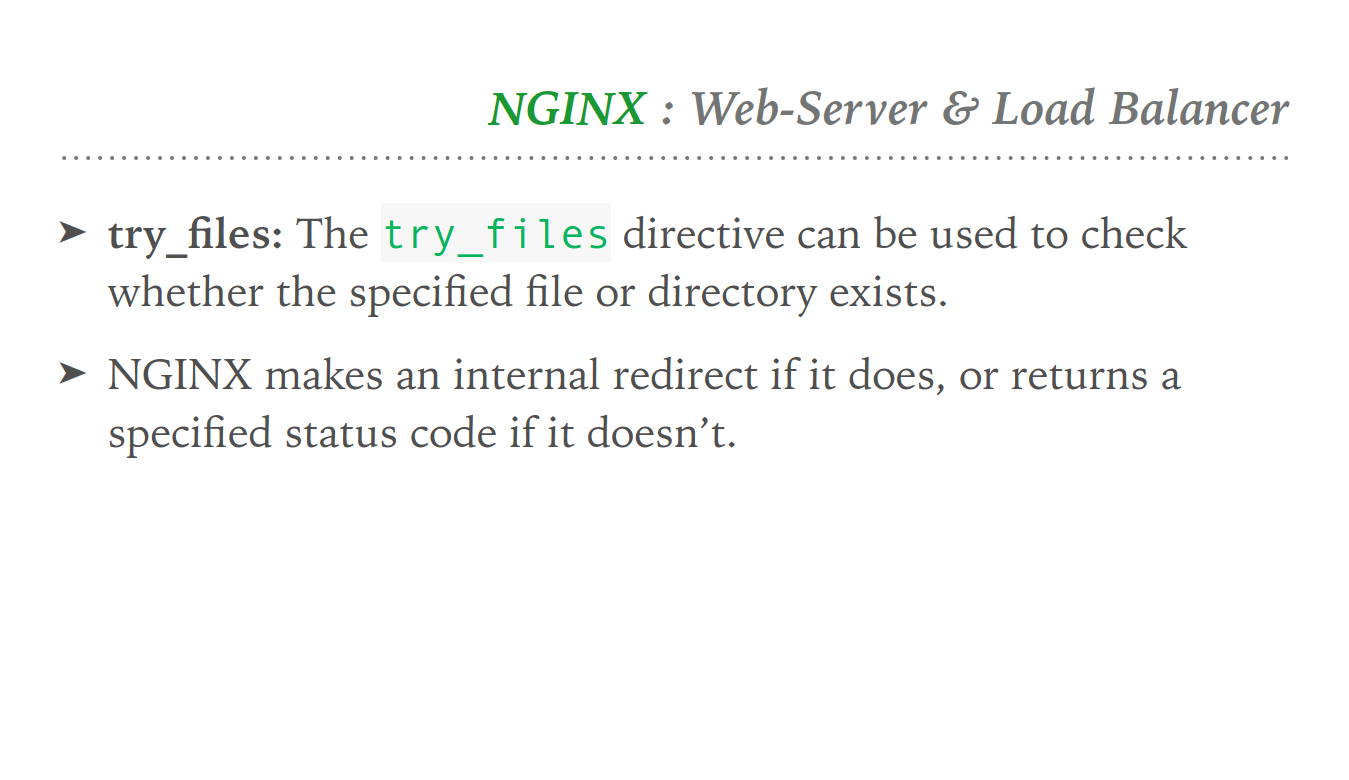 NGINX : Web-Server & Load Balancer
➤ try_files: The try_files directive can be used to check
whether the specified file or directory exists.
➤ NGINX makes an internal redirect if it does, or returns a
specified status code if it doesn’t.